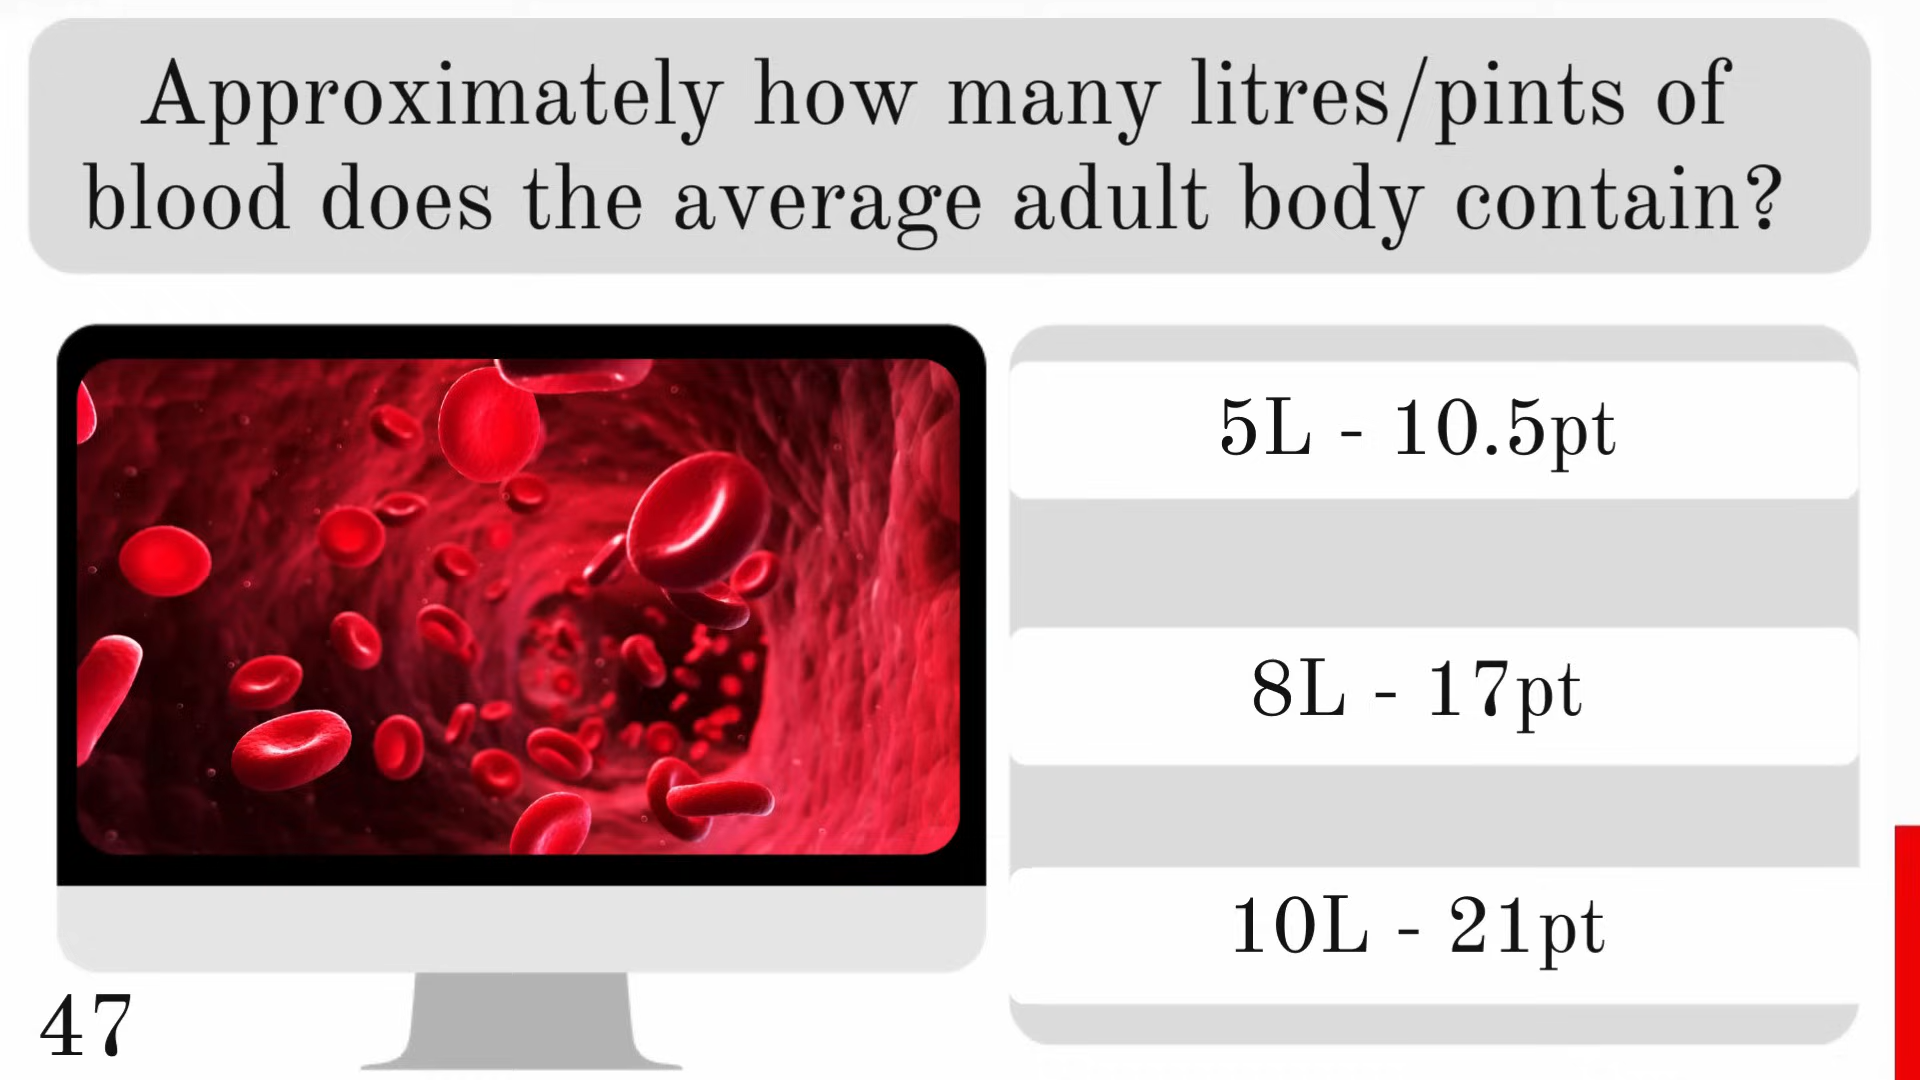 Approximately how many litres/pints of
blood does the average adult body contain?
5L - 10.5pt
8L - 17pt
10L - 21pt
47